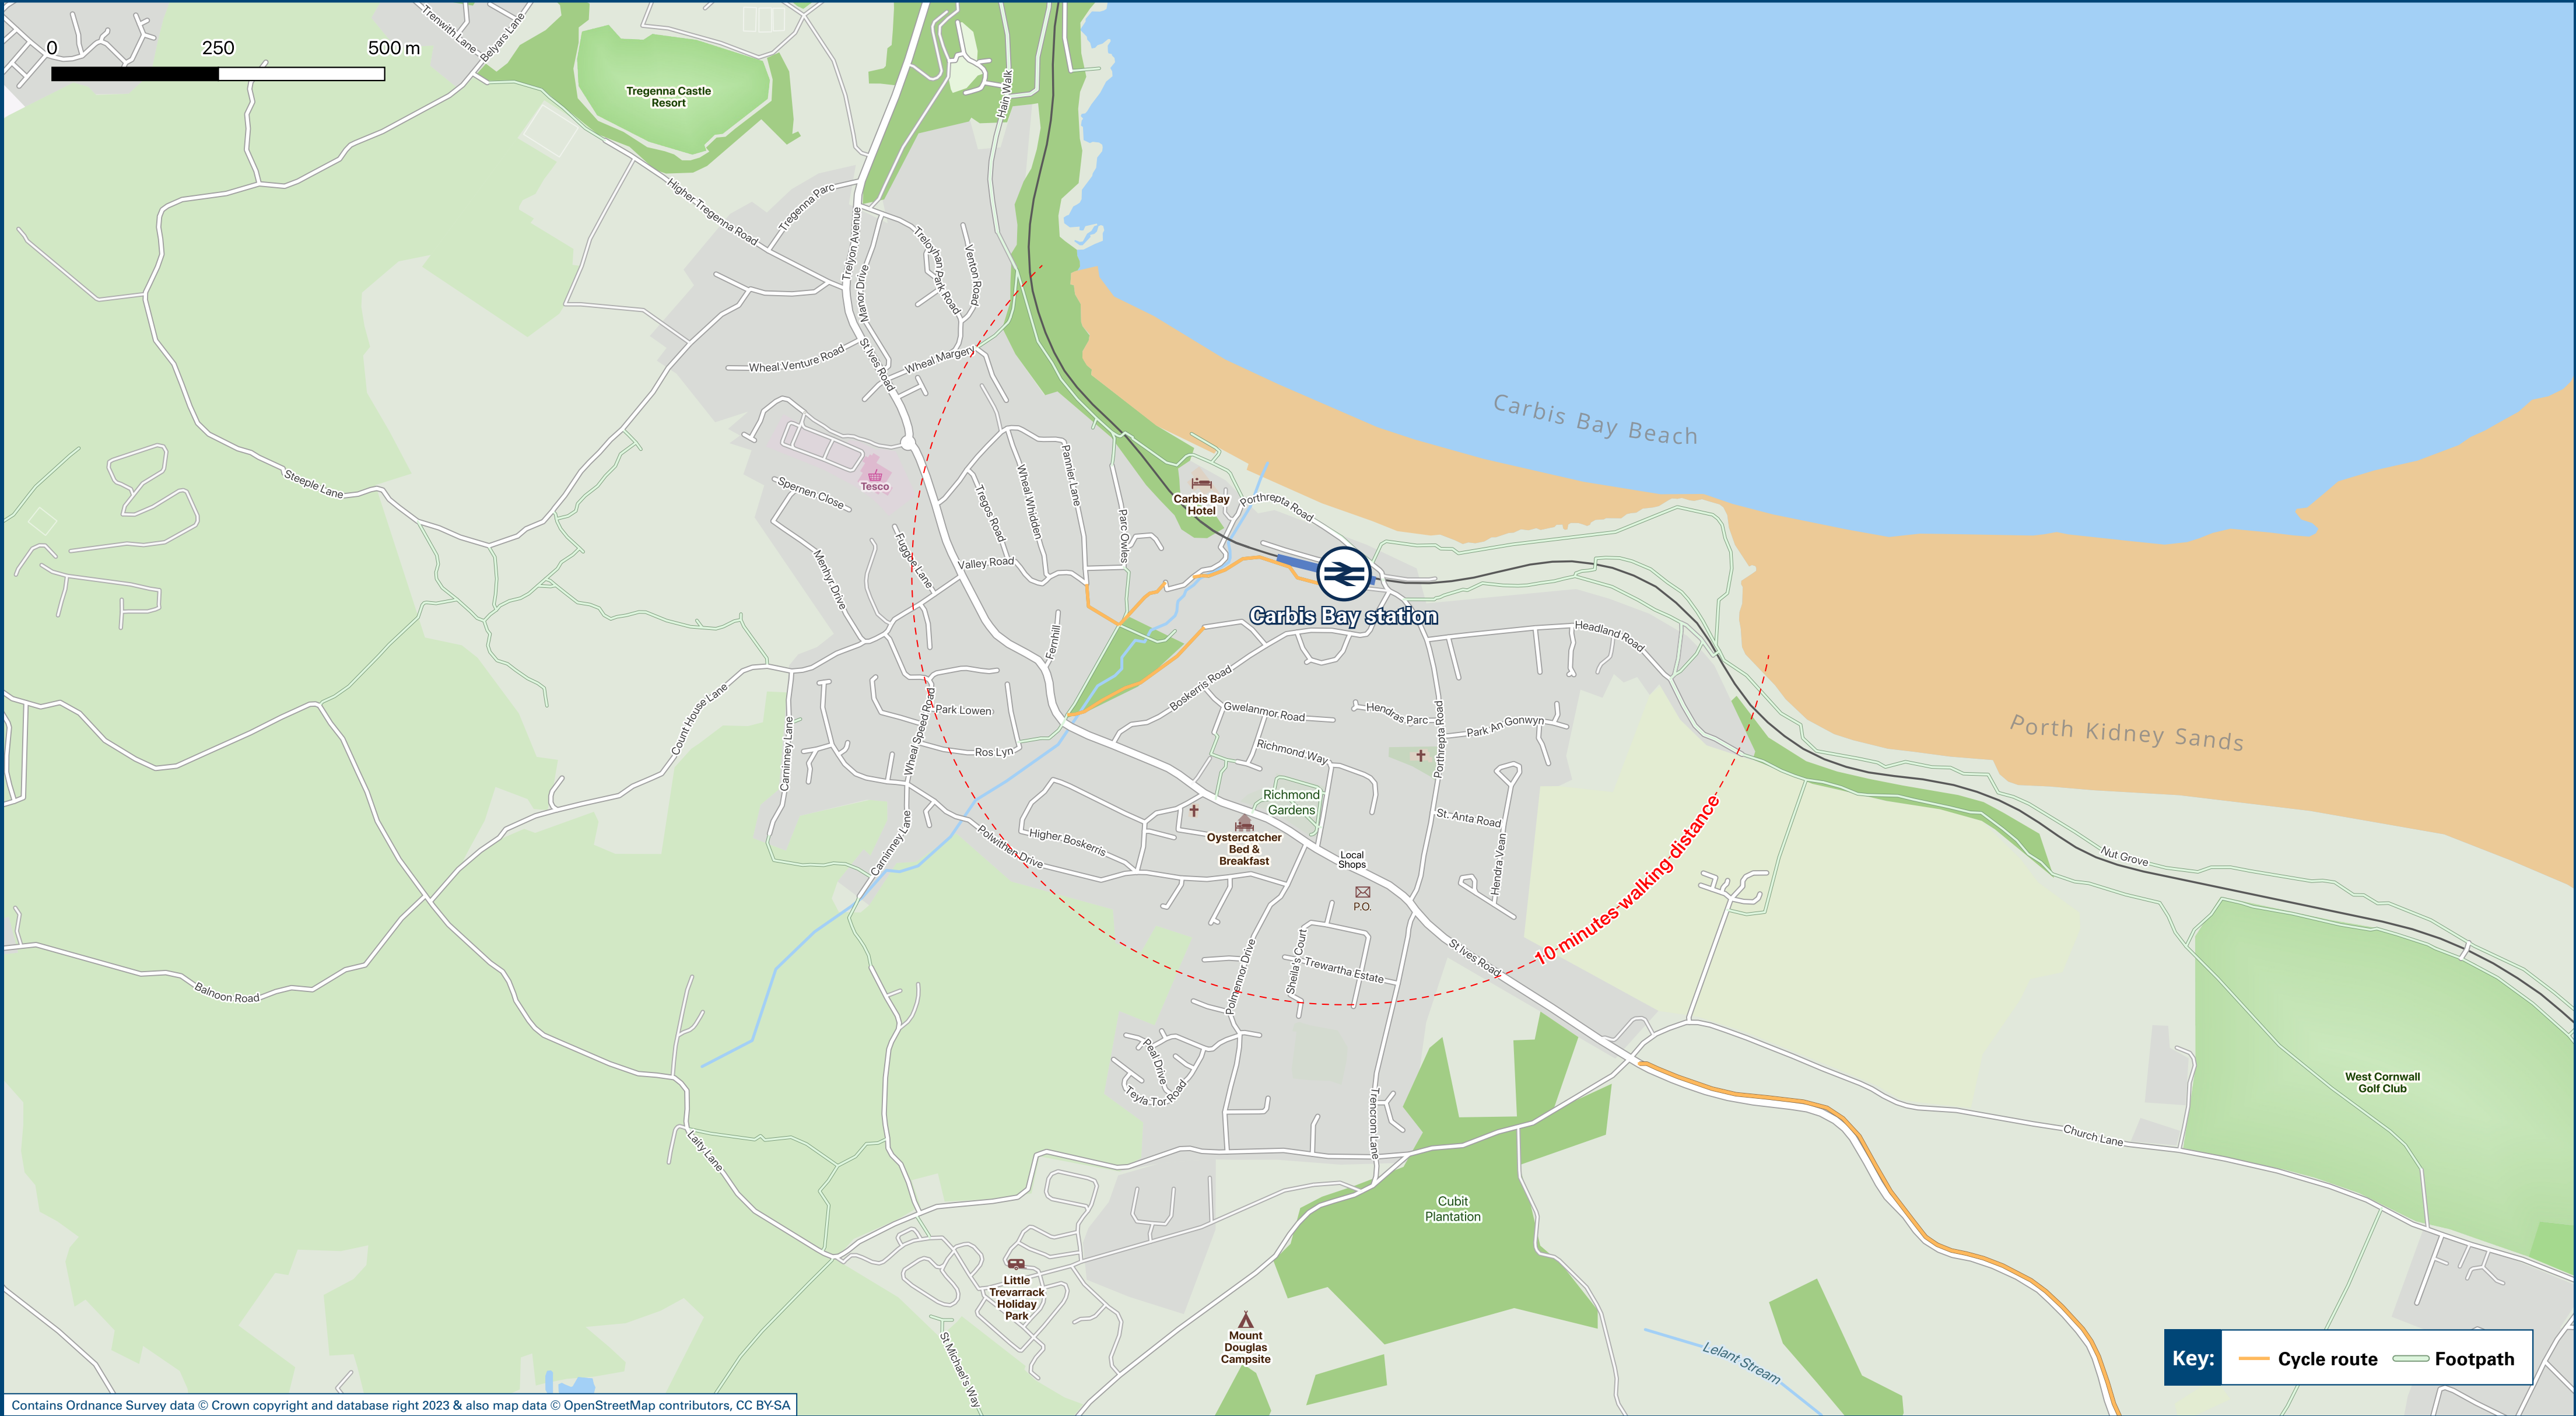 Trenwith Lane
Belyars Lane
0 250 500 m
Tregenna Castle
Resort
Hain Walk
Higher Tregenna Road
Tregenna Parc
Trelyon Avenue
Manor Drive
Treloyhan Park Road
Venton Road
St Ives Road
Wheal Venture Road
Wheal Margery
Carbis Bay Beach
Tesco
Spernen Close
Steeple Lane
Tregos Road
Wheal Whidden
Pannier Lane
Parc Owles
Carbis Bay
Hotel
Porthrepta Road
Fuggoe Lane
Valley Road
Menhyr Drive
Carbis Bay station
Fernhill
Headland Road
Boskerris Road
Count House Lane
Carninney Lane
Wheal Speed Road
Park Lowen
Ros Lyn
Gwelanmor Road
Hendras Parc
Porthrepta Road
Park An Gonwyn
Richmond Way
Porth Kidney Sands
Richmond
Gardens
Higher Boskerris
Polwithen Drive
Carninney Lane
Oystercatcher
Bed &
Breakfast
Local
Shops
St. Anta Road
Hendra Vean
10 minutes walking distance
P.O.
Nut Grove
St Ives Road
Polmennor Drive
Sheila's Court
Trewartha Estate
Balnoon Road
Peal Drive
Teyla Tor Road
Trencrom Lane
West Cornwall
Golf Club
Church Lane
Laity Lane
Cubit
Plantation
Little
Trevarrack
Holiday
Park
Mount
Douglas
Campsite
St Michael's Way
Lelant Stream
Key: Cycle route Footpath
Contains Ordnance Survey data © Crown copyright and database right 2023 & also map data © OpenStreetMap contributors, CC BY-SA